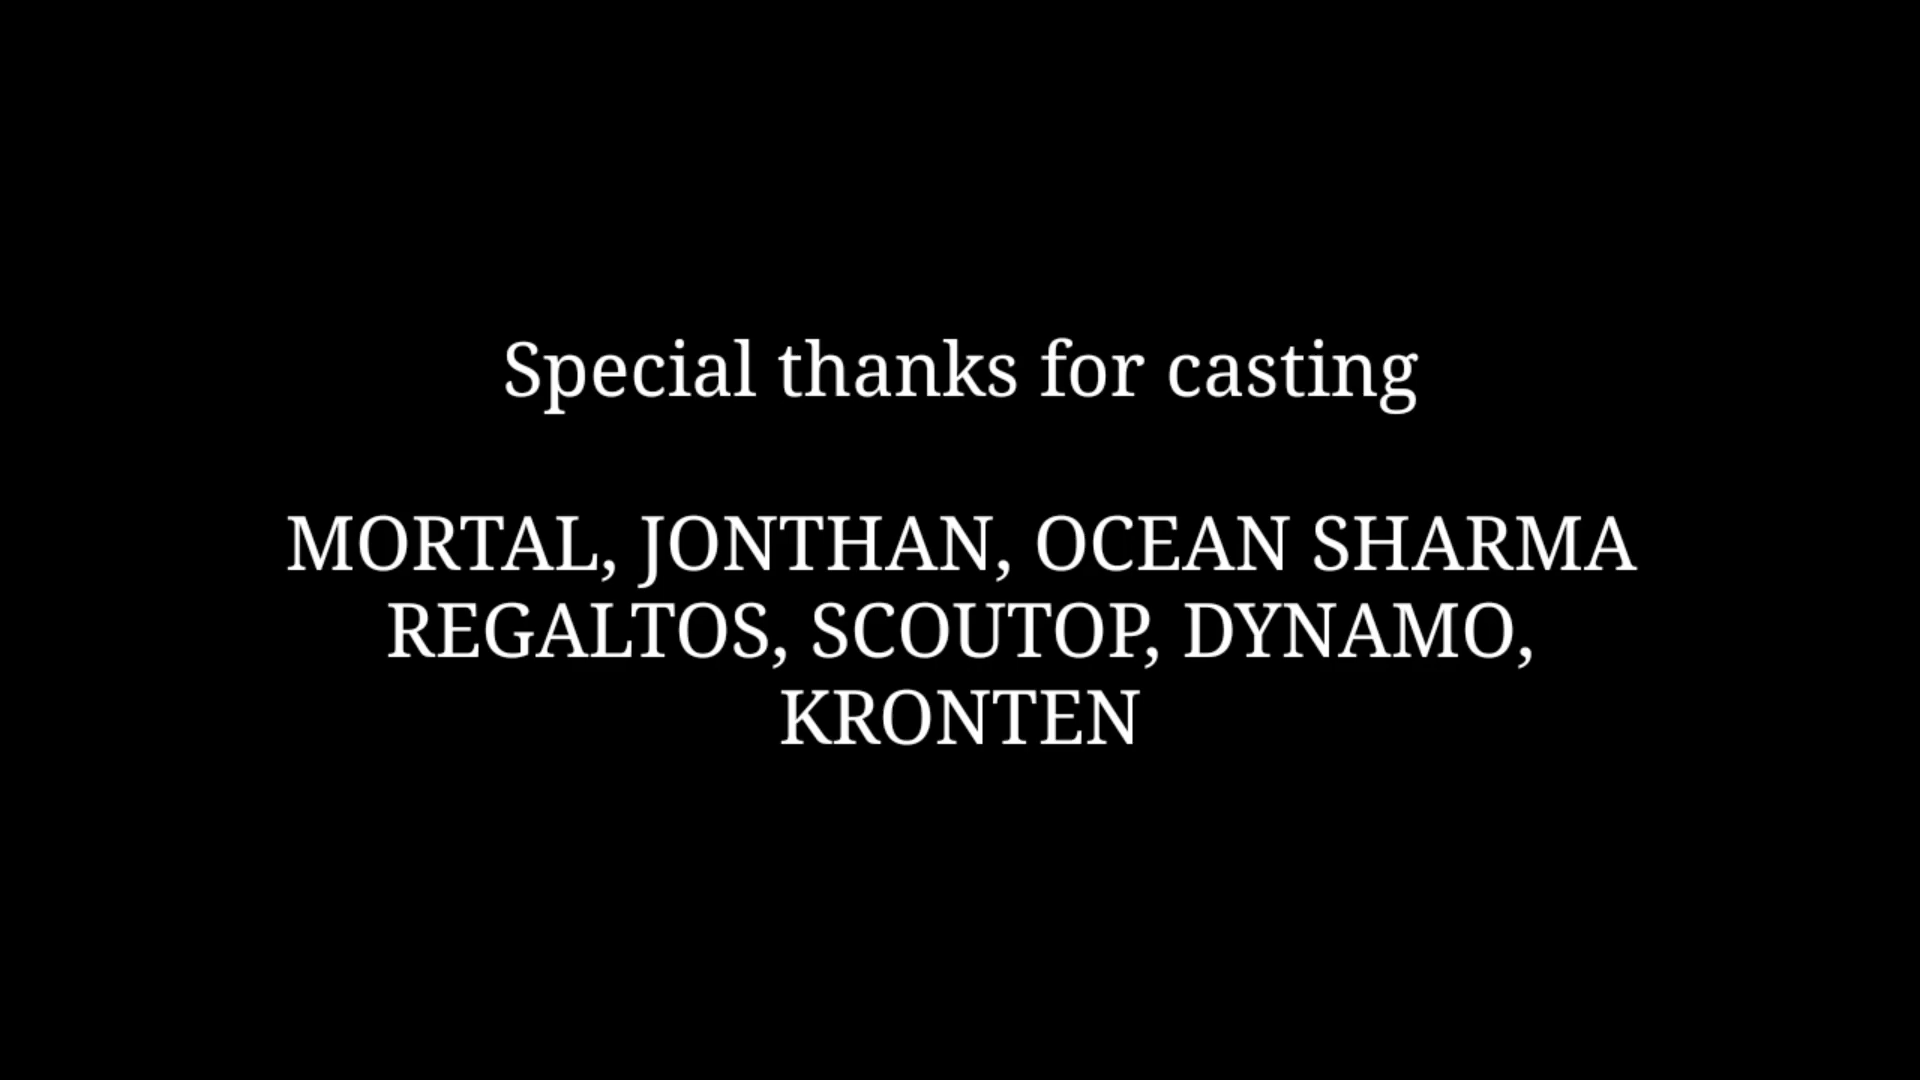 Special thanks for casting
MORTAL, JONTHAN, OCEAN SHARMA
REGALTOS, SCOUTOP, DYNAMO,
KRONTEN